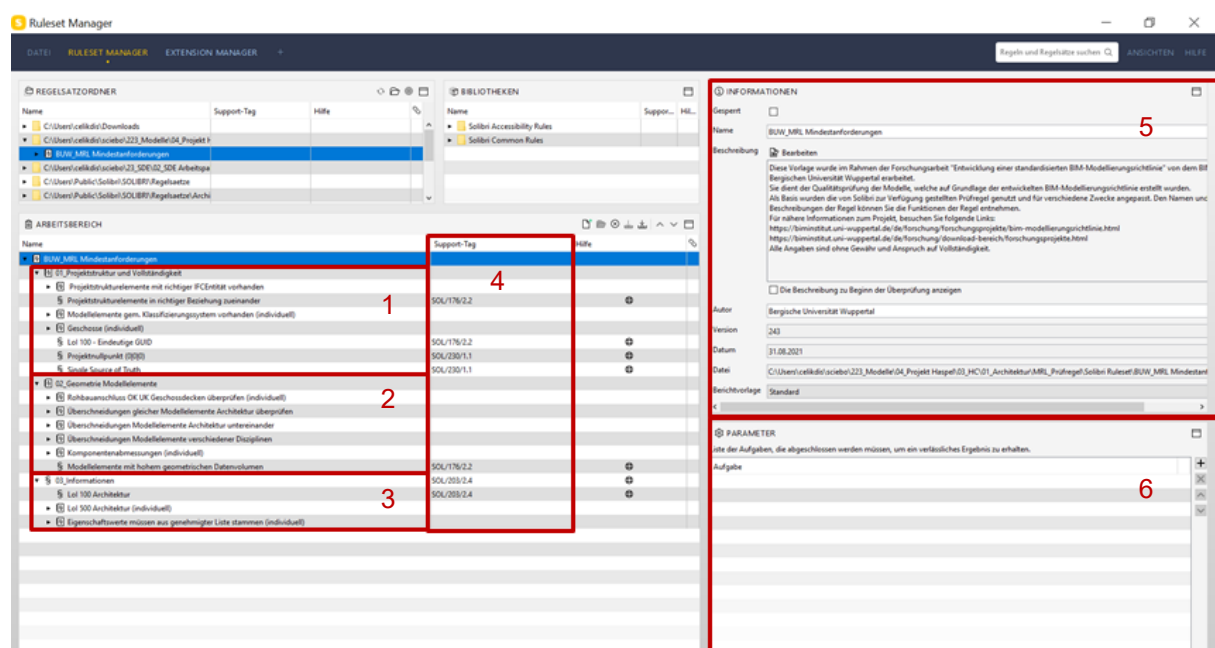 Ruleset Manager
DATEI RULESET MANAGER EXTENSION MANAGER +
Regeln und Regelsätze suchen
ANSICHTEN HILFE
REGELSATZORDNER
Name Support-Tag Hilfe
C:\Users\celikdis\Downloads
C:\Users\celikdis\sciebo\223_Modelle\04_Projekt H
BUW_MRL Mindestanforderungen
C:\Users\celikdis\sciebo\23_SDE\02_SDE Arbeitspa
C:\Users\Public\Solibri\SOLIBRI\Regelsaetze
C:\Users\Public\Solibri\SOLIBRI\Regelsaetze\Archi
BIBLIOTHEKEN
Name Suppor... Hil...
Solibri Accessibility Rules
Solibri Common Rules
ARBEITSBEREICH
Name Support-Tag Hilfe
BUW_MRL Mindestanforderungen
01_Projektstruktur und Vollständigkeit
Projektstrukturelemente mit richtiger IFCEntität vorhanden
§ Projektstrukturelemente in richtiger Beziehung zueinander SOL/176/2.2
Modellelemente gem. Klassifizierungssystem vorhanden (individuell)
Geschosse (individuell)
§ LoI 100 - Eindeutige GUID SOL/176/2.2
§ Projektnullpunkt (0|0|0) SOL/230/1.1
§ Single Source of Truth SOL/230/1.1
02_Geometrie Modellelemente
Rohbauanschluss OK UK Geschossdecken überprüfen (individuell)
Überschneidungen gleicher Modellelemente Architektur überprüfen
Überschneidungen Modellelemente Architektur untereinander
Überschneidungen Modellelemente verschiedener Disziplinen
Komponentenabmessungen (individuell)
§ Modellelemente mit hohem geometrischen Datenvolumen SOL/176/2.2
§ 03_Informationen SOL/203/2.4
§ LoI 100 Architektur SOL/203/2.4
LoI 300 Architektur (individuell)
Eigenschaftswerte müssen aus genehmigter Liste stammen (individuell)
1
2
3
4
INFORMATIONEN
5
Gesperrt
Name BUW_MRL Mindestanforderungen
Beschreibung Bearbeiten
Diese Vorlage wurde im Rahmen der Forschungsarbeit "Entwicklung einer standardisierten BIM-Modellierungsrichtlinie" von dem BIM
Bergischen Universität Wuppertal erarbeitet.
Sie dient der Qualitätsprüfung der Modelle, welche auf Grundlage der entwickelten BIM-Modellierungsrichtlinie erstellt wurden.
Als Basis wurden die von Solibri zur Verfügung gestellten Prüfregel genutzt und für verschiedene Zwecke angepasst. Den Namen und
Beschreibungen der Regel können Sie die Funktionen der Regel entnehmen.
Für nähere Informationen zum Projekt, besuchen Sie folgende Links:
https://biminstitut.uni-wuppertal.de/de/forschung/forschungsprojekte/bim-modellierungsrichtlinie.html
https://biminstitut.uni-wuppertal.de/de/forschung/download-bereich/forschungsprojekte.html
Alle Angaben sind ohne Gewähr und Anspruch auf Vollständigkeit.
Die Beschreibung zu Beginn der Überprüfung anzeigen
Autor Bergische Universität Wuppertal
Version 243
Datum 31.08.2021
Datei C:\Users\celikdis\sciebo\223_Modelle\04_Projekt Haspel\03_HC\01_Architektur\MRL_Prüfregel\Solibri Ruleset\BUW_MRL Mindestanf
Berichtvorlage Standard
PARAMETER
Liste der Aufgaben, die abgeschlossen werden müssen, um ein verlässliches Ergebnis zu erhalten.
Aufgabe
6